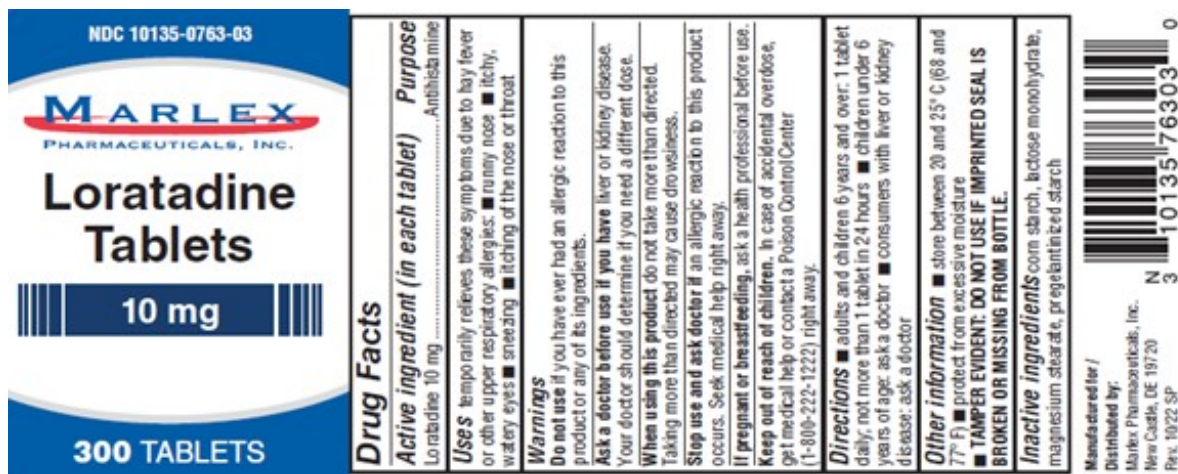 NDC 10135-0763-03
MARLEX
PHARMACEUTICALS, INC.
Loratadine
Tablets
10 mg
300 TABLETS
Drug Facts
Active ingredient (in each tablet) Purpose
Loratadine 10 mg ..........................................Antihistamine
Uses temporarily relieves these symptoms due to hay fever
or other upper respiratory allergies: ■ runny nose ■ itchy,
watery eyes ■ sneezing ■ itching of the nose or throat
Warnings
Do not use if you have ever had an allergic reaction to this
product or any of its ingredients.
Ask a doctor before use if you have liver or kidney disease.
Your doctor should determine if you need a different dose.
When using this product do not take more than directed.
Taking more than directed may cause drowsiness.
Stop use and ask doctor if an allergic reaction to this product
occurs. Sek medical help right away.
If pregnant or breastfeeding, ask a health professional before use.
Keep out of reach of children. In case of accidental overdose,
get medical help or contact a Poison Control Center
(1-800-222-1222) right away.
Directions ■ adults and children 6 years and over: 1 tablet
daily, not more than 1 tablet in 24 hours ■ children under 6
years of age: ask a doctor ■ consumers with liver or kidney
disease: ask a doctor
Other information ■ store between 20 and 25° C (68 and
77° F) ■ protect from excessive moisture
■ TAMPER EVIDENT: DO NOT USE IF IMPRINTED SEAL IS
BROKEN OR MISSING FROM BOTTLE.
Inactive ingredients corn starch, lactose monohydrate,
magnesium stearate, pregelantinized starch
Manufactured for /
Distributed by:
Marlex Pharmaceuticals, Inc.
New Castle, DE 19720
Rev. 10/22 SP
N
3 10135 76303 0